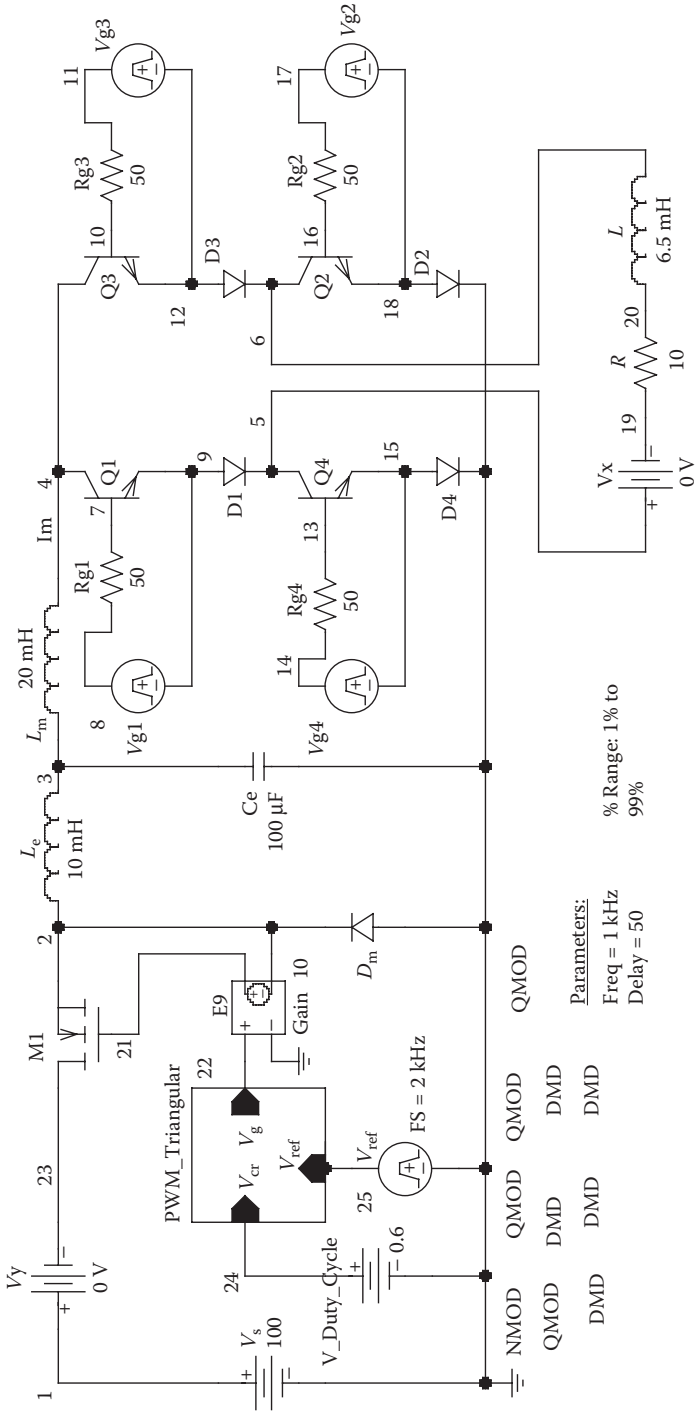 1
Vy
0 V
23
M1
21
2
Le
10 mH
3
Lm
20 mH
Im
4
Vs
100
24
V_Duty_Cycle
0.6
PWM_Triangular
Vcr
Vg
Vref
22
25
Vref
FS = 2 kHz
E9
Gain
10
Dm
Ce
100 µF
8
Vg1
Rg1
50
7
Q1
9
D1
5
14
Vg4
Rg4
50
13
Q4
15
D4
Q3
10
Rg3
50
11
Vg3
12
D3
6
Q2
16
Rg2
50
17
Vg2
18
D2
Vx
0 V
19
R
10
20
L
6.5 mH
NMOD
QMOD
QMOD
QMOD
QMOD
DMD
DMD
DMD
DMD
DMD
Parameters:
Freq = 1 kHz
Delay = 50
% Range: 1% to
99%